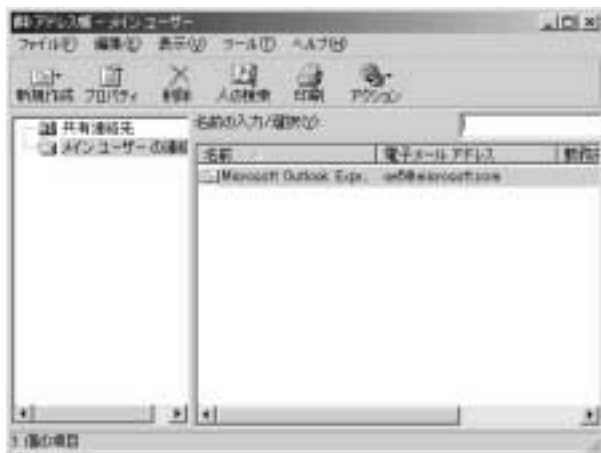 アドレス帳 - メイン ユーザー
ファイル(F) 編集(E) 表示(V) ツール(T) ヘルプ(H)
新規作成 プロパティ 削除 人の検索 印刷 アクション
共有連絡先
メイン ユーザー の連絡
名前の入力/選択(Y):
名前 電子メール アドレス
Microsoft Outlook Expr... oe5@microsoft.com
1 個の項目